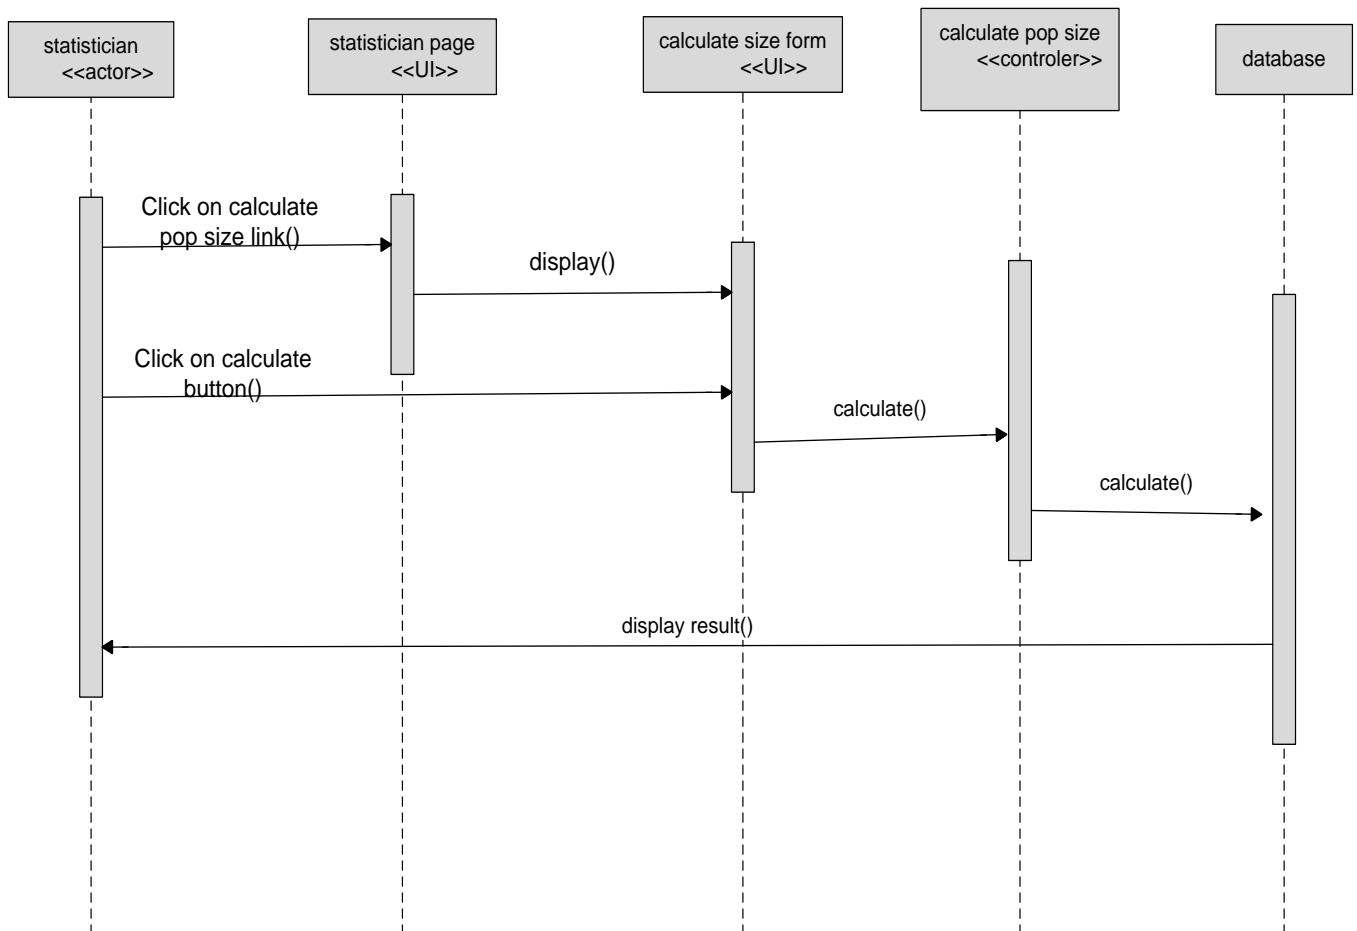 statistician
<<actor>>
statistician page
<<UI>>
calculate size form
<<UI>>
calculate pop size
<<controler>>
database
Click on calculate
pop size link()
display()
Click on calculate
button()
calculate()
calculate()
display result()